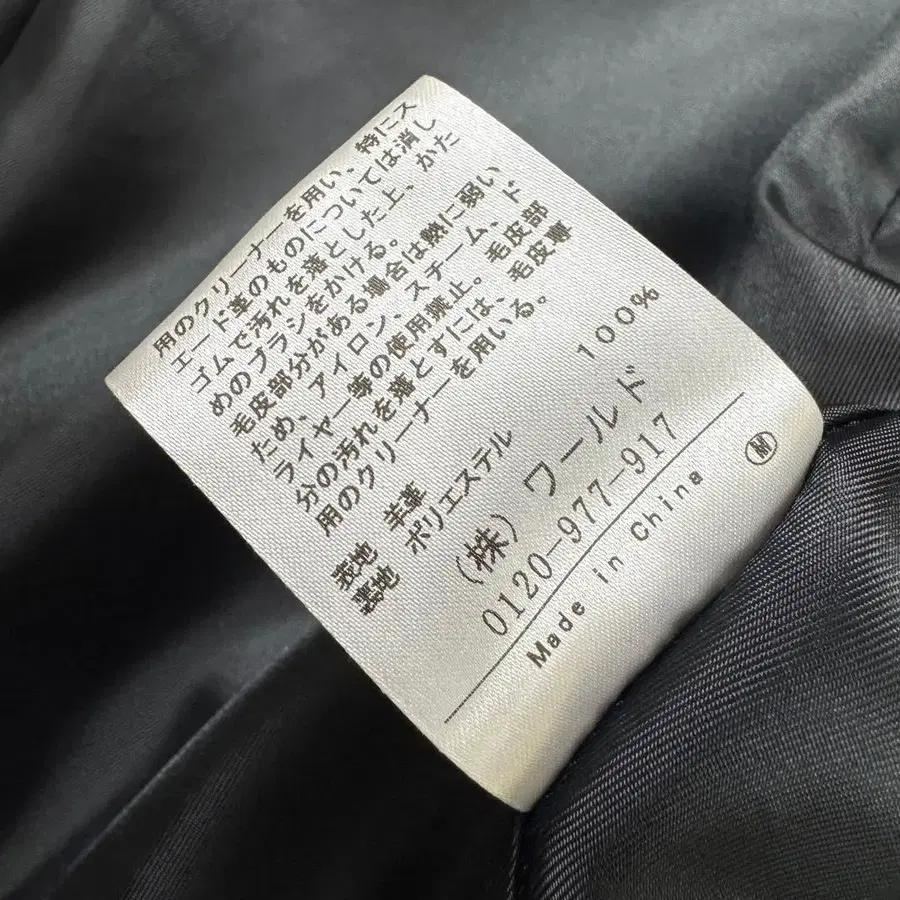 用のクリーナーを用い、特にス
エード革のものについては消し
ゴムで汚れを落とした上、かた
めのブラシをかける。
毛皮部分がある場合は熱に弱い
ため、アイロン、スチーム、ド
ライヤー等の使用禁止。毛皮部
分の汚れを落とすには、毛皮専
用のクリーナーを用いる。
表地 羊革
裏地 ポリエステル 100%
(株)ワールド
0120-977-917
Made in China Ⓜ